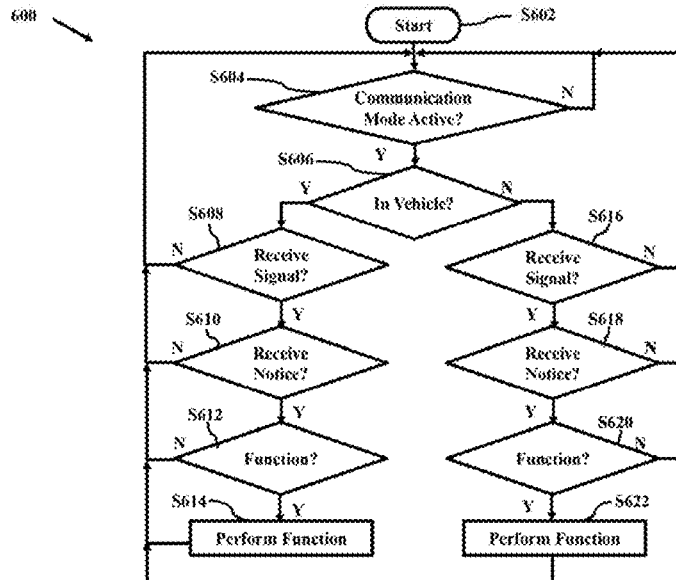 600
Start
S602
S604
Communication
Mode Active?
N
Y
S606
Y
In Vehicle?
N
S608
N
Receive
Signal?
Y
S616
Receive
Signal?
N
Y
S610
N
Receive
Notice?
Y
S618
Receive
Notice?
N
Y
S612
N
Function?
Y
S620
Function?
N
Y
S614
Perform Function
S622
Perform Function